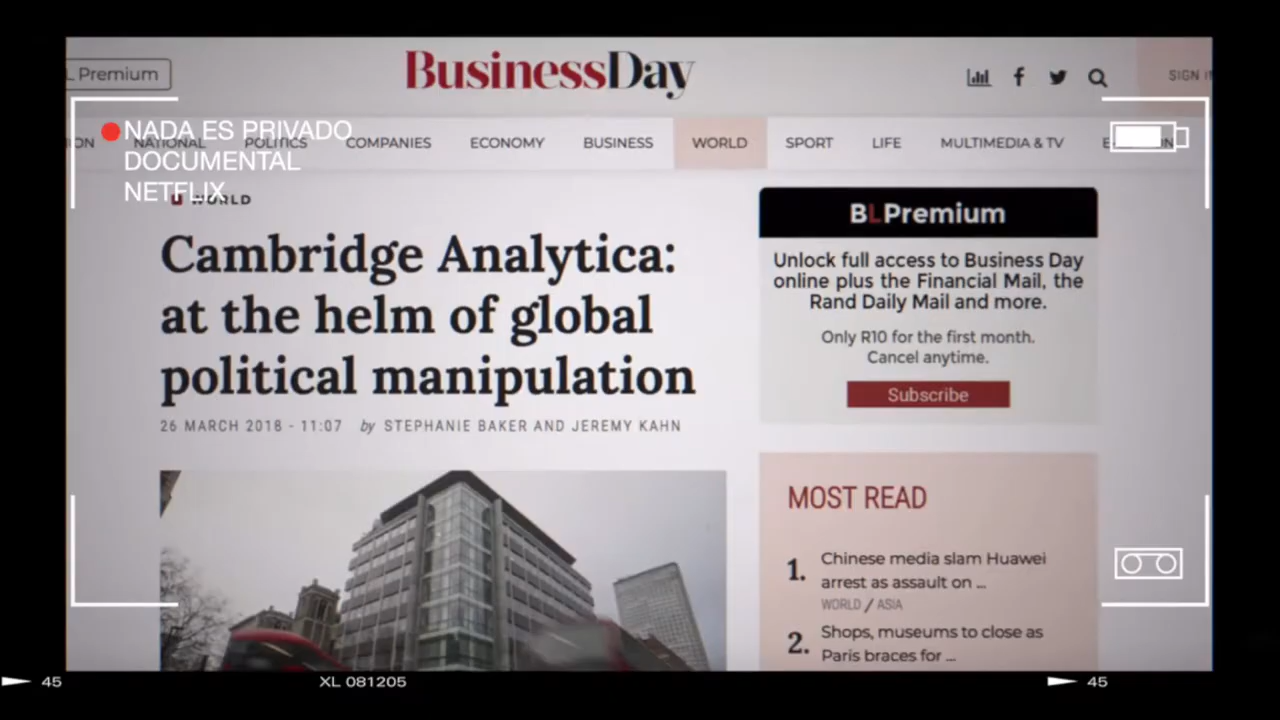 L Premium
BusinessDay
SIGN
NADA ES PRIVADO
DOCUMENTAL
NETFLIX
NATIONAL POLITICS COMPANIES ECONOMY BUSINESS WORLD SPORT LIFE MULTIMEDIA & TV
WORLD
Cambridge Analytica:
at the helm of global
political manipulation
26 MARCH 2018 - 11:07 by STEPHANIE BAKER AND JEREMY KAHN
BLPremium
Unlock full access to Business Day
online plus the Financial Mail, the
Rand Daily Mail and more.
Only R10 for the first month.
Cancel anytime.
Subscribe
MOST READ
1. Chinese media slam Huawei
arrest as assault on ...
WORLD / ASIA
2. Shops, museums to close as
Paris braces for ...
45 XL 081205 45